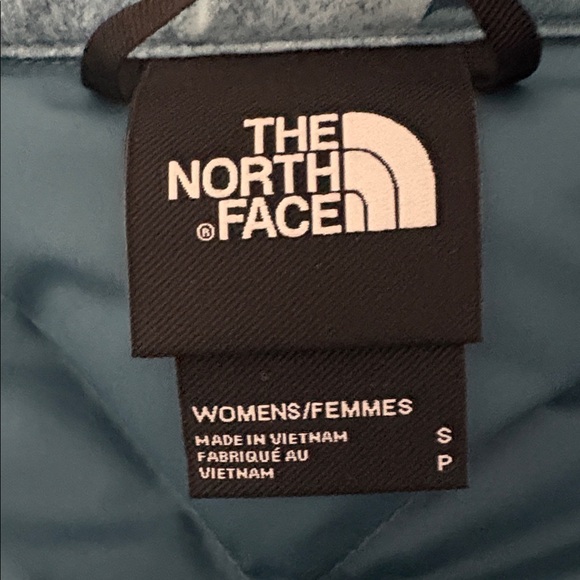 THE
NORTH
® FACE
WOMENS/FEMMES
MADE IN VIETNAM S
FABRIQUÉ AU P
VIETNAM